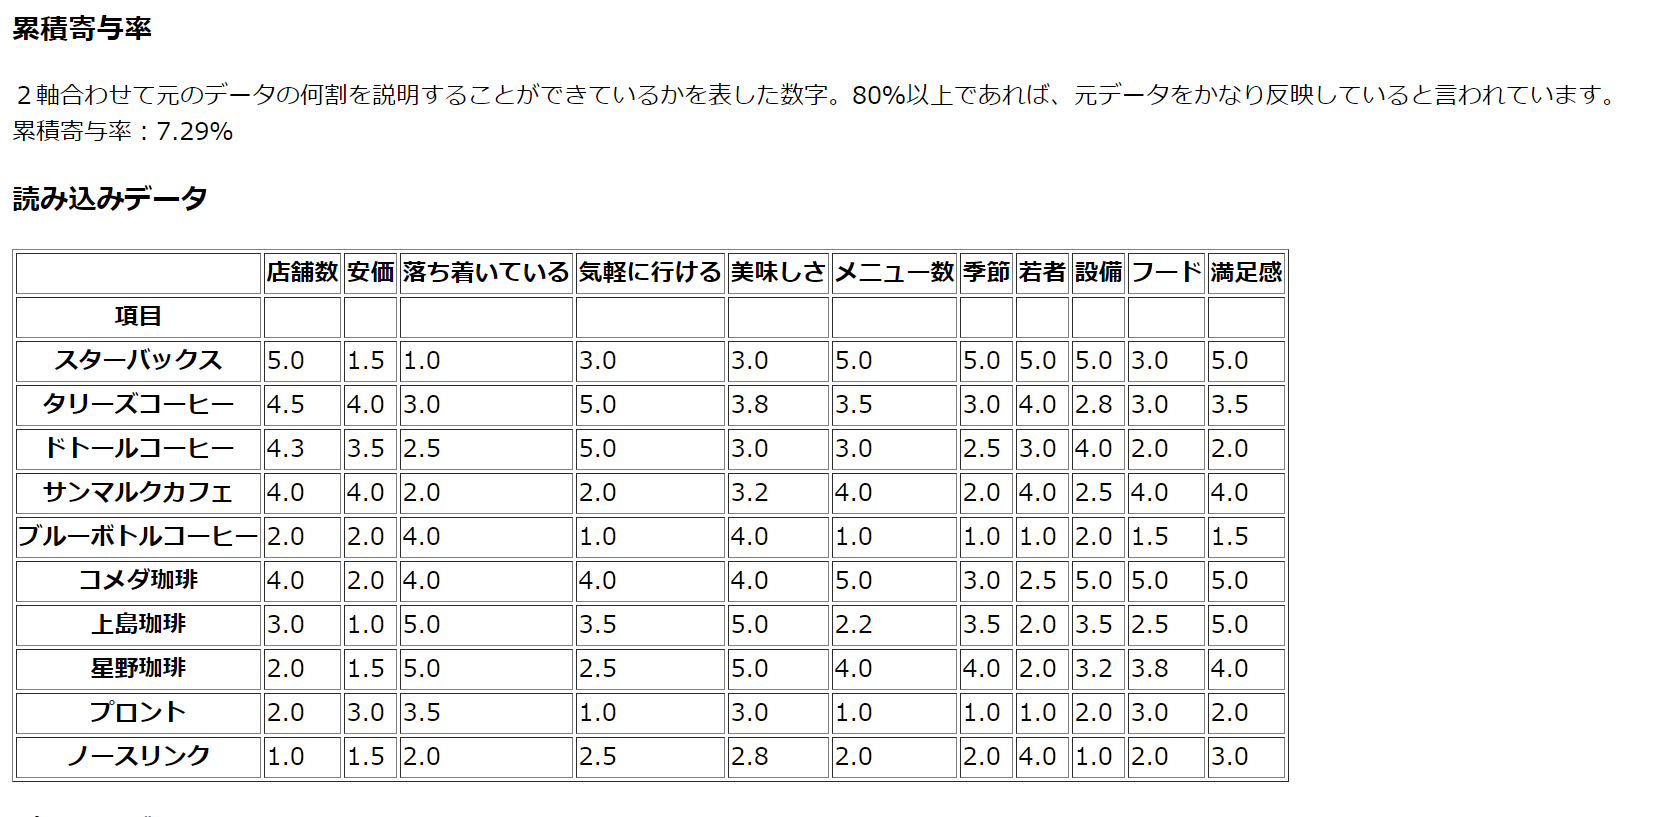 累積寄与率
２軸合わせて元のデータの何割を説明することができているかを表した数字。80%以上であれば、元データをかなり反映していると言われています。
累積寄与率：7.29%
読み込みデータ
店舗数 安価 落ち着いている 気軽に行ける 美味しさ メニュー数 季節 若者 設備 フード 満足感
項目
スターバックス 5.0 1.5 1.0 3.0 3.0 5.0 5.0 5.0 5.0 3.0 5.0
タリーズコーヒー 4.5 4.0 3.0 5.0 3.8 3.5 3.0 4.0 2.8 3.0 3.5
ドトールコーヒー 4.3 3.5 2.5 5.0 3.0 3.0 2.5 3.0 4.0 2.0 2.0
サンマルクカフェ 4.0 4.0 2.0 2.0 3.2 4.0 2.0 4.0 2.5 4.0 4.0
ブルーボトルコーヒー 2.0 2.0 4.0 1.0 4.0 1.0 1.0 1.0 2.0 1.5 1.5
コメダ珈琲 4.0 2.0 4.0 4.0 4.0 5.0 3.0 2.5 5.0 5.0 5.0
上島珈琲 3.0 1.0 5.0 3.5 5.0 2.2 3.5 2.0 3.5 2.5 5.0
星野珈琲 2.0 1.5 5.0 2.5 5.0 4.0 4.0 2.0 3.2 3.8 4.0
プロント 2.0 3.0 3.5 1.0 3.0 1.0 1.0 1.0 2.0 3.0 2.0
ノースリンク 1.0 1.5 2.0 2.5 2.8 2.0 2.0 4.0 1.0 2.0 3.0